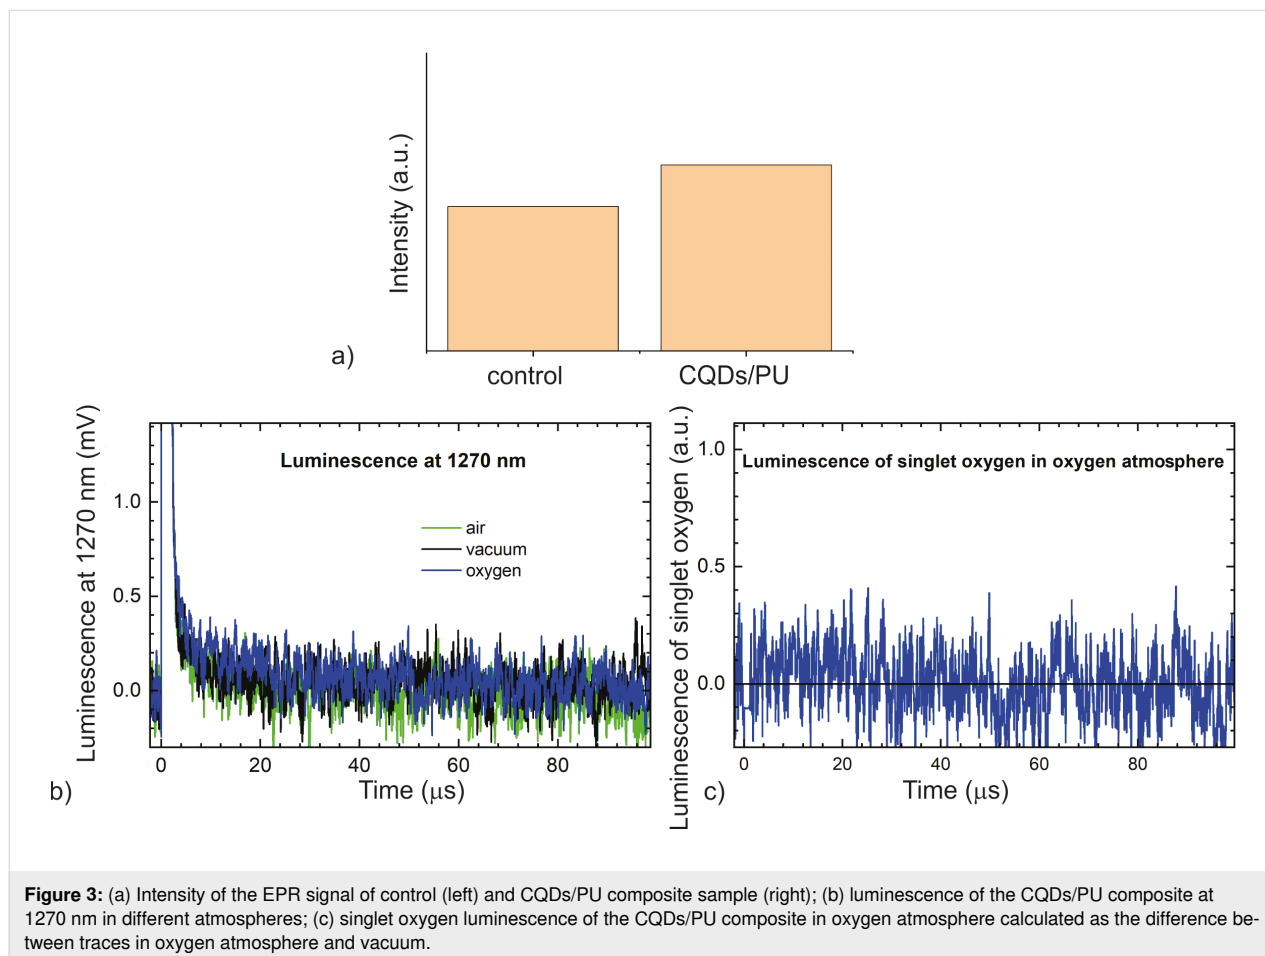 Intensity (a.u.)
a)
control
CQDs/PU
Luminescence at 1270 nm (mV)
Luminescence at 1270 nm
1.0
0.5
0.0
air
vacuum
oxygen
0
20
40
60
80
Time (μs)
b)
Luminescence of singlet oxygen (a.u.)
Luminescence of singlet oxygen in oxygen atmosphere
1.0
0.5
0.0
0
20
40
60
80
Time (μs)
c)
Figure 3: (a) Intensity of the EPR signal of control (left) and CQDs/PU composite sample (right); (b) luminescence of the CQDs/PU composite at
1270 nm in different atmospheres; (c) singlet oxygen luminescence of the CQDs/PU composite in oxygen atmosphere calculated as the difference be-
tween traces in oxygen atmosphere and vacuum.